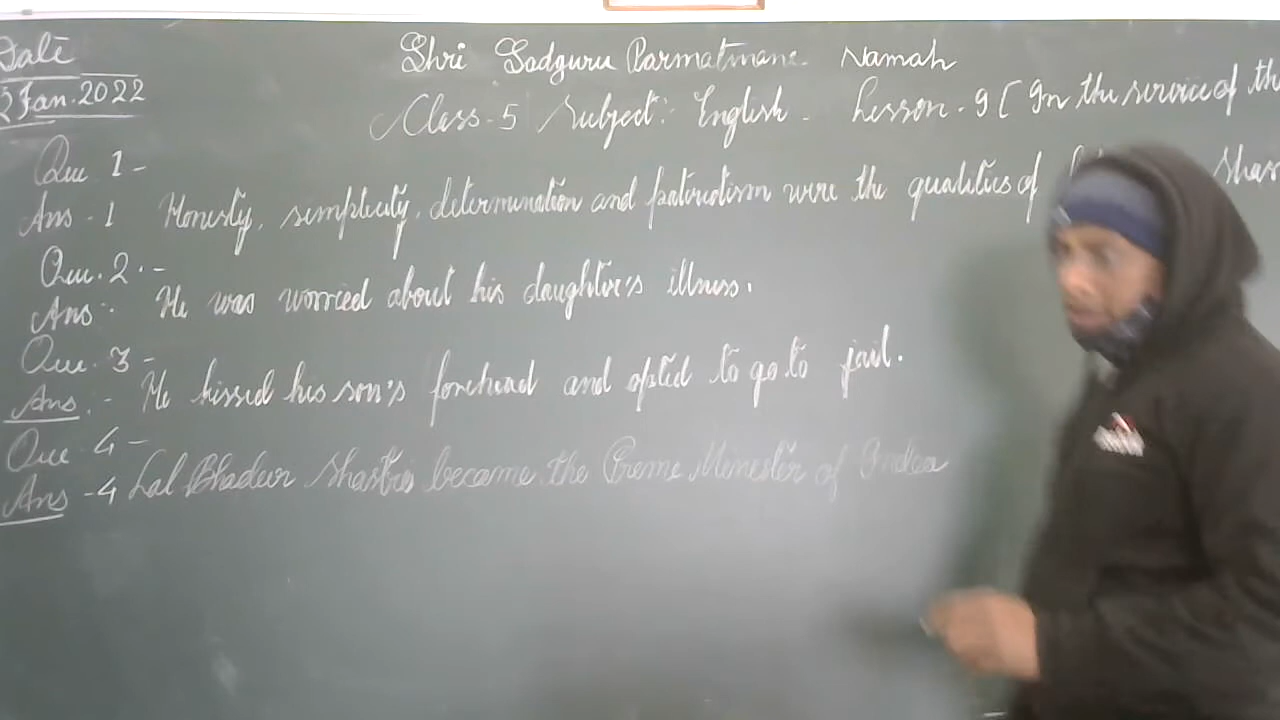 Date
Shri Sadguru Parmatmane Namah
2 Jan. 2022
Class-5 Subject: English. Lesson-9 [ In the service of the
Que 1-
Ans-1 Honesty, simplicity, determination and patriotism were the qualities of Shas
Que. 2.-
Ans:- He was worried about his daughter's illness.
Que. 3-
Ans:- He kissed his son's forehead and opted to go to jail.
Que 4-
Ans-4 Lal Bhadur Shastri became the Prime Minister of India